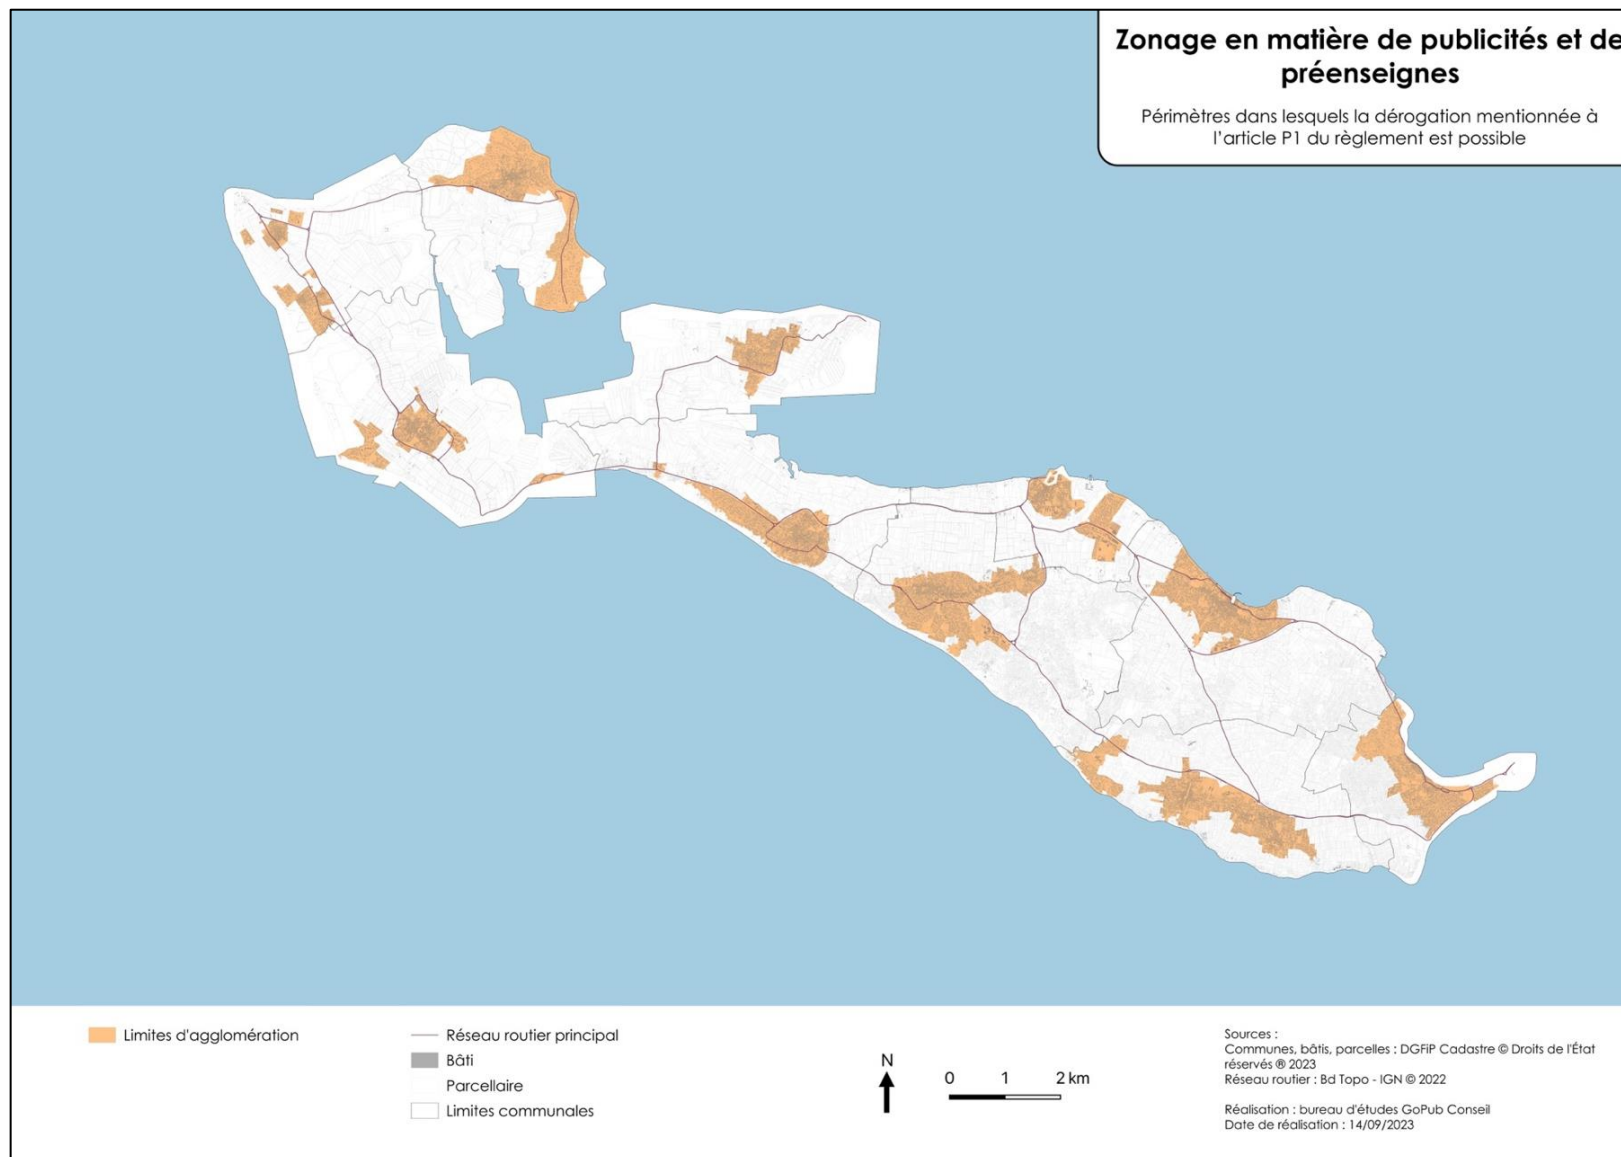 Zonage en matière de publicités et de
préenseignes
Périmètres dans lesquels la dérogation mentionnée à
l'article P1 du règlement est possible
Limites d'agglomération
Réseau routier principal
Bâti
Parcellaire
Limites communales
N
0 1 2 km
Sources :
Communes, bâtis, parcelles : DGFiP Cadastre © Droits de l'État
réservés ® 2023
Réseau routier : Bd Topo - IGN © 2022
Réalisation : bureau d'études GoPub Conseil
Date de réalisation : 14/09/2023